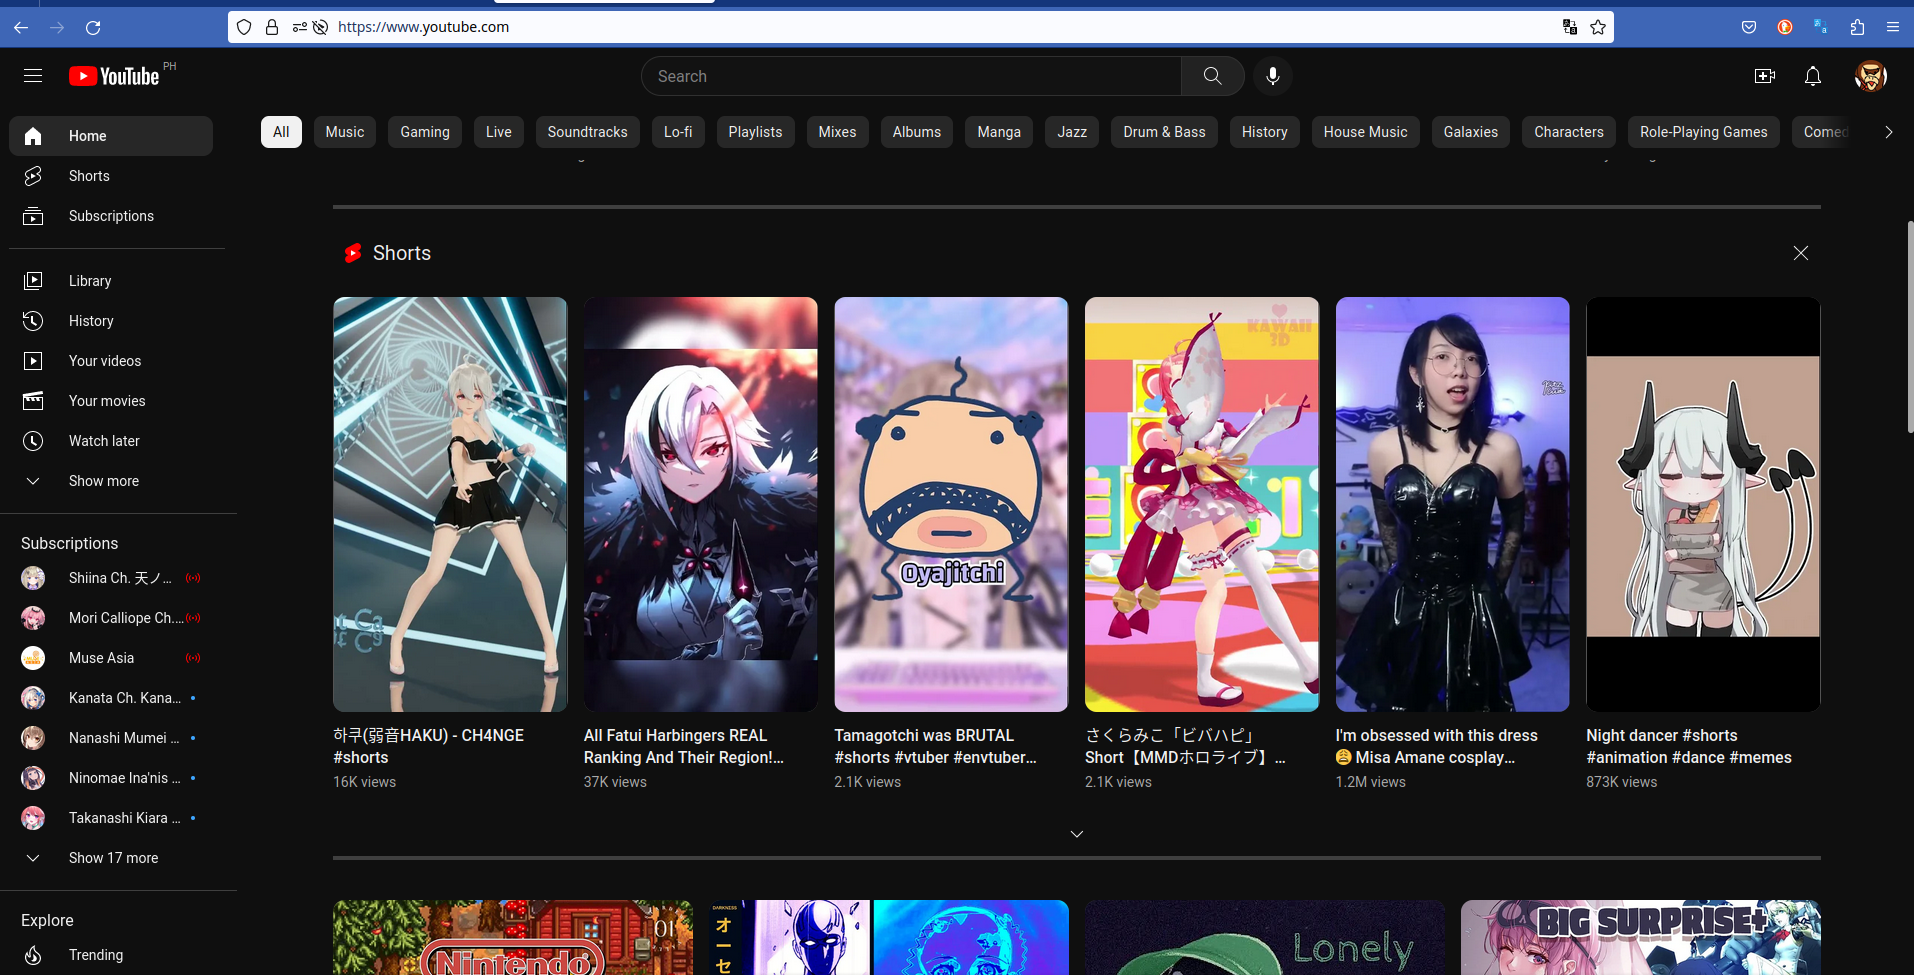 https://www.youtube.com
YouTube PH
Search
Home
Shorts
Subscriptions
Library
History
Your videos
Your movies
Watch later
Show more
Subscriptions
Shiina Ch. 天ノ...
Mori Calliope Ch....
Muse Asia
Kanata Ch. Kana...
Nanashi Mumei ...
Ninomae Ina'nis ...
Takanashi Kiara ...
Show 17 more
Explore
Trending
All Music Gaming Live Soundtracks Lo-fi Playlists Mixes Albums Manga Jazz Drum & Bass History House Music Galaxies Characters Role-Playing Games Comed
Shorts
KAWAII
3D
Oyajitchi
하쿠(弱音HAKU) - CH4NGE
#shorts
16K views
All Fatui Harbingers REAL
Ranking And Their Region!...
37K views
Tamagotchi was BRUTAL
#shorts #vtuber #envtuber...
2.1K views
さくらみこ「ビバハピ」
Short【MMDホロライブ】...
2.1K views
I'm obsessed with this dress
😩 Misa Amane cosplay...
1.2M views
Night dancer #shorts
#animation #dance #memes
873K views
Nintendo
DARKNESS
オーセ
Lonely
BIG SURPRISE+